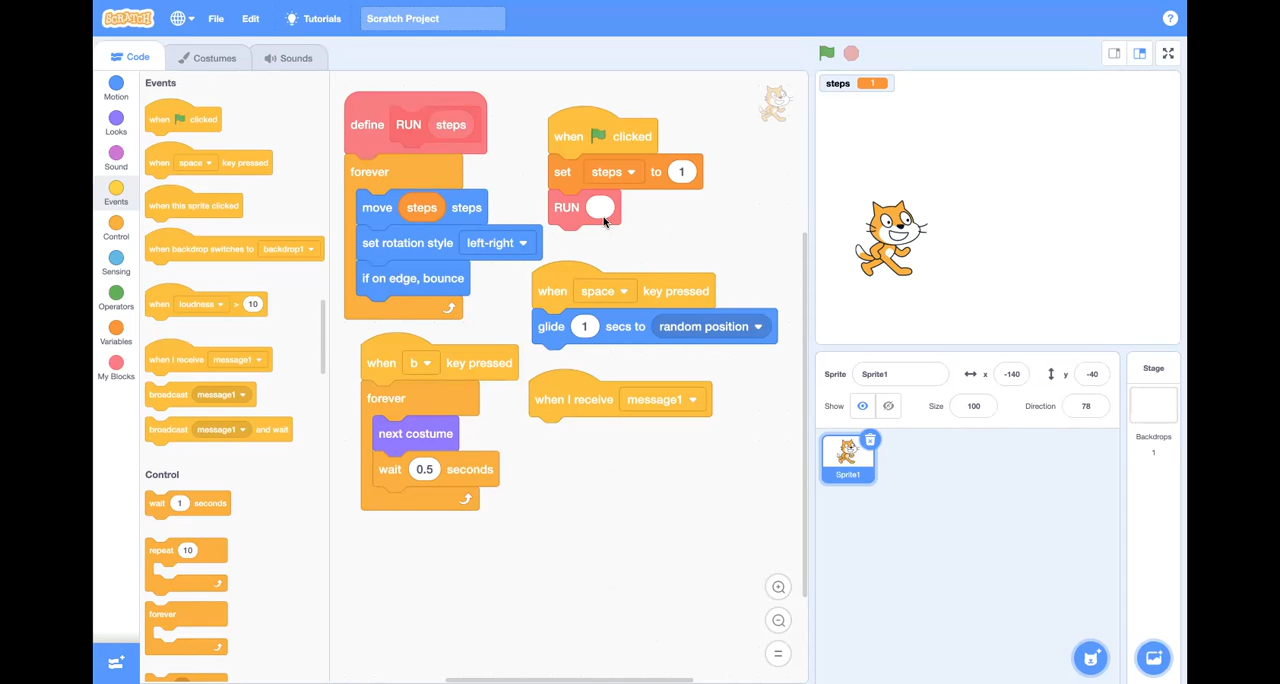 SCRATCH File Edit Tutorials Scratch Project ?
Code Costumes Sounds
Motion
Looks
Sound
Events
Control
Sensing
Operators
Variables
My Blocks
Events
when clicked
when space key pressed
when this sprite clicked
when backdrop switches to backdrop1
when loudness > 10
when I receive message1
broadcast message1
broadcast message1 and wait
Control
wait 1 seconds
repeat 10
forever
define RUN steps
forever
move steps steps
set rotation style left-right
if on edge, bounce
when clicked
set steps to 1
RUN
when space key pressed
glide 1 secs to random position
when b key pressed
forever
next costume
wait 0.5 seconds
when I receive message1
steps 1
Sprite Sprite1 x -140 y -40
Show Size 100 Direction 78
Sprite1
Stage
Backdrops
1